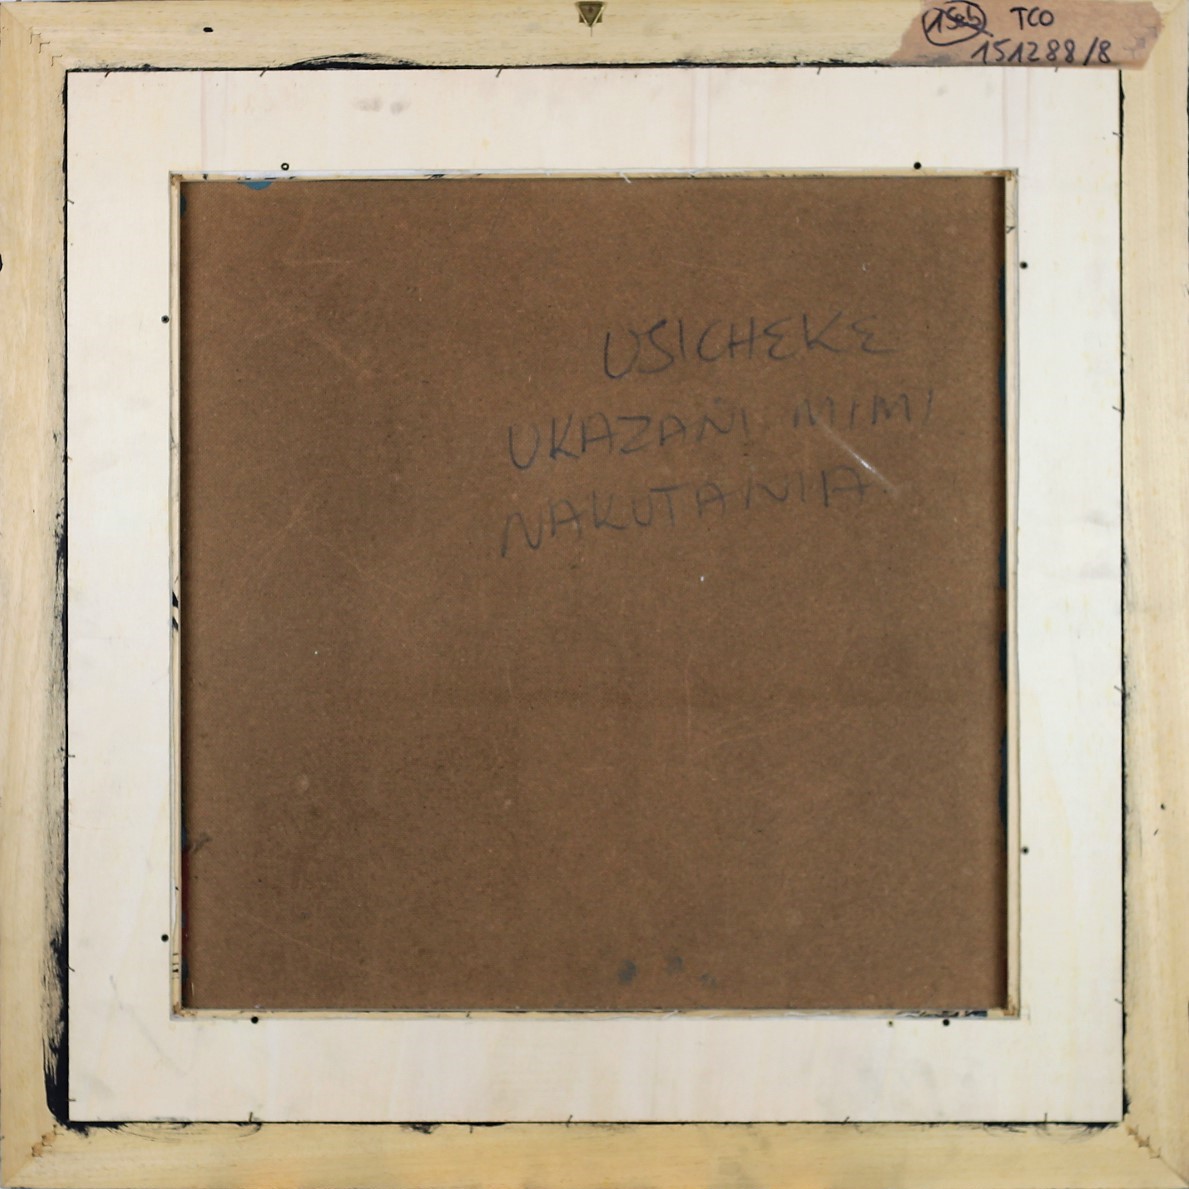 TCO
151288/8
USICHEKE
UKAZANI MIMI
NAKUTANIA